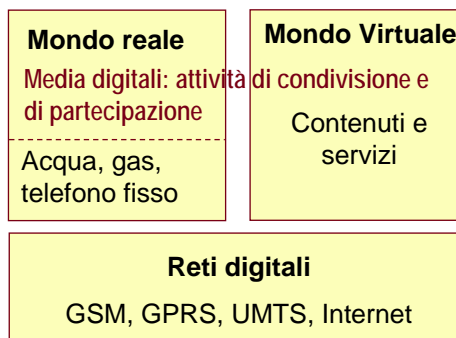 Mondo reale
Media digitali: attività di condivisione e
di partecipazione
Acqua, gas,
telefono fisso
Mondo Virtuale
Contenuti e
servizi
Reti digitali
GSM, GPRS, UMTS, Internet